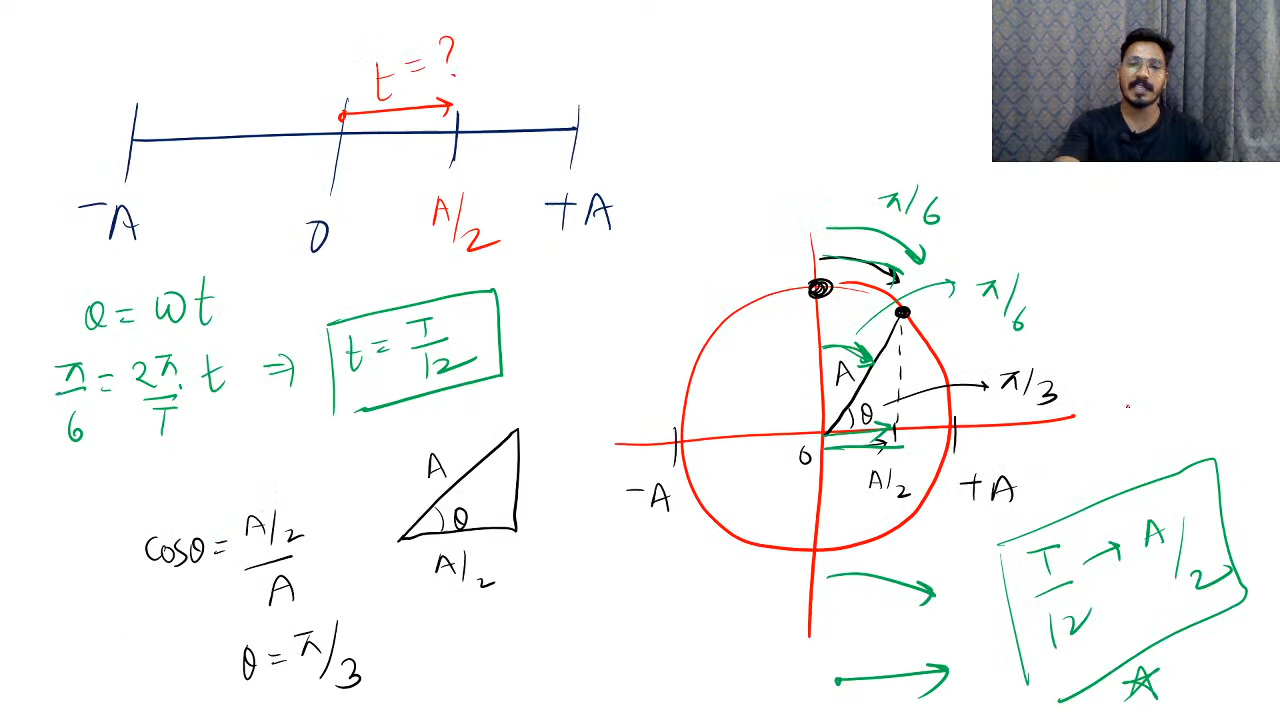 t = ?
-A
0
A/2
+A
θ = ωt
π/6 = 2π/T . t ⇒ t = T/12
A
θ
A/2
cosθ = A/2 / A
θ = π/3
π/6
π/6
A
θ
π/3
0
-A
A/2
+A
T/12 → A/2